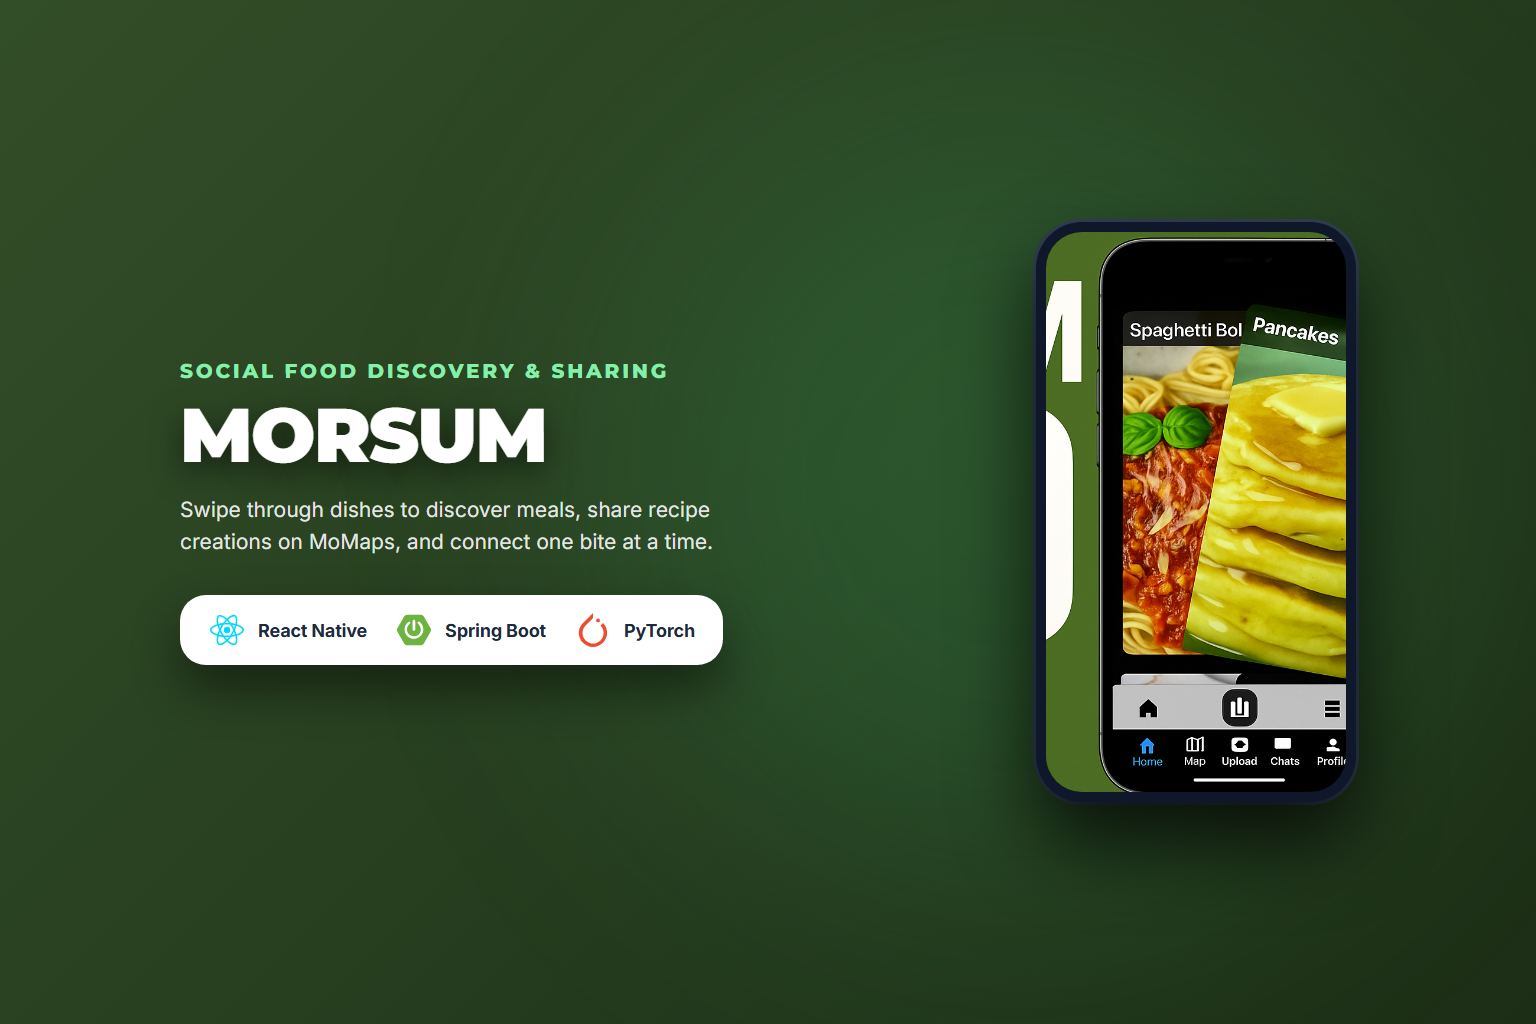 SOCIAL FOOD DISCOVERY & SHARING
MORSUM
Swipe through dishes to discover meals, share recipe
creations on MoMaps, and connect one bite at a time.
React Native
Spring Boot
PyTorch
M
Spaghetti Bol
Pancakes
Home
Map
Upload
Chats
Profile